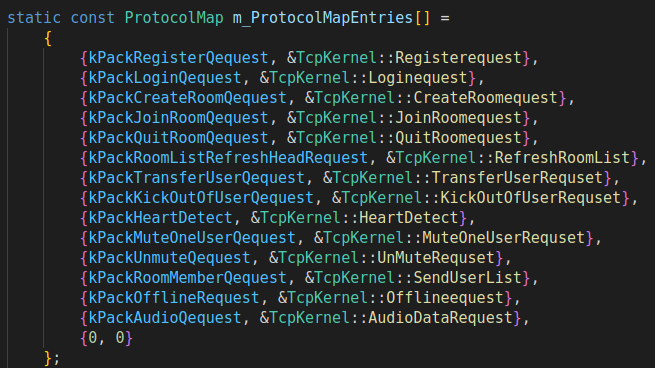 static const ProtocolMap m_ProtocolMapEntries[] =
{
{kPackRegisterQequest, &TcpKernel::Registerequest},
{kPackLoginQequest, &TcpKernel::Loginequest},
{kPackCreateRoomQequest, &TcpKernel::CreateRoomequest},
{kPackJoinRoomQequest, &TcpKernel::JoinRoomequest},
{kPackQuitRoomQequest, &TcpKernel::QuitRoomequest},
{kPackRoomListRefreshHeadRequest, &TcpKernel::RefreshRoomList},
{kPackTransferUserQequest, &TcpKernel::TransferUserRequset},
{kPackKickOutOfUserQequest, &TcpKernel::KickOutOfUserRequset},
{kPackHeartDetect, &TcpKernel::HeartDetect},
{kPackMuteOneUserQequest, &TcpKernel::MuteOneUserRequset},
{kPackUnmuteQequest, &TcpKernel::UnMuteRequset},
{kPackRoomMemberQequest, &TcpKernel::SendUserList},
{kPackOfflineRequest, &TcpKernel::Offlineequest},
{kPackAudioQequest, &TcpKernel::AudioDataRequest},
{0, 0}
};